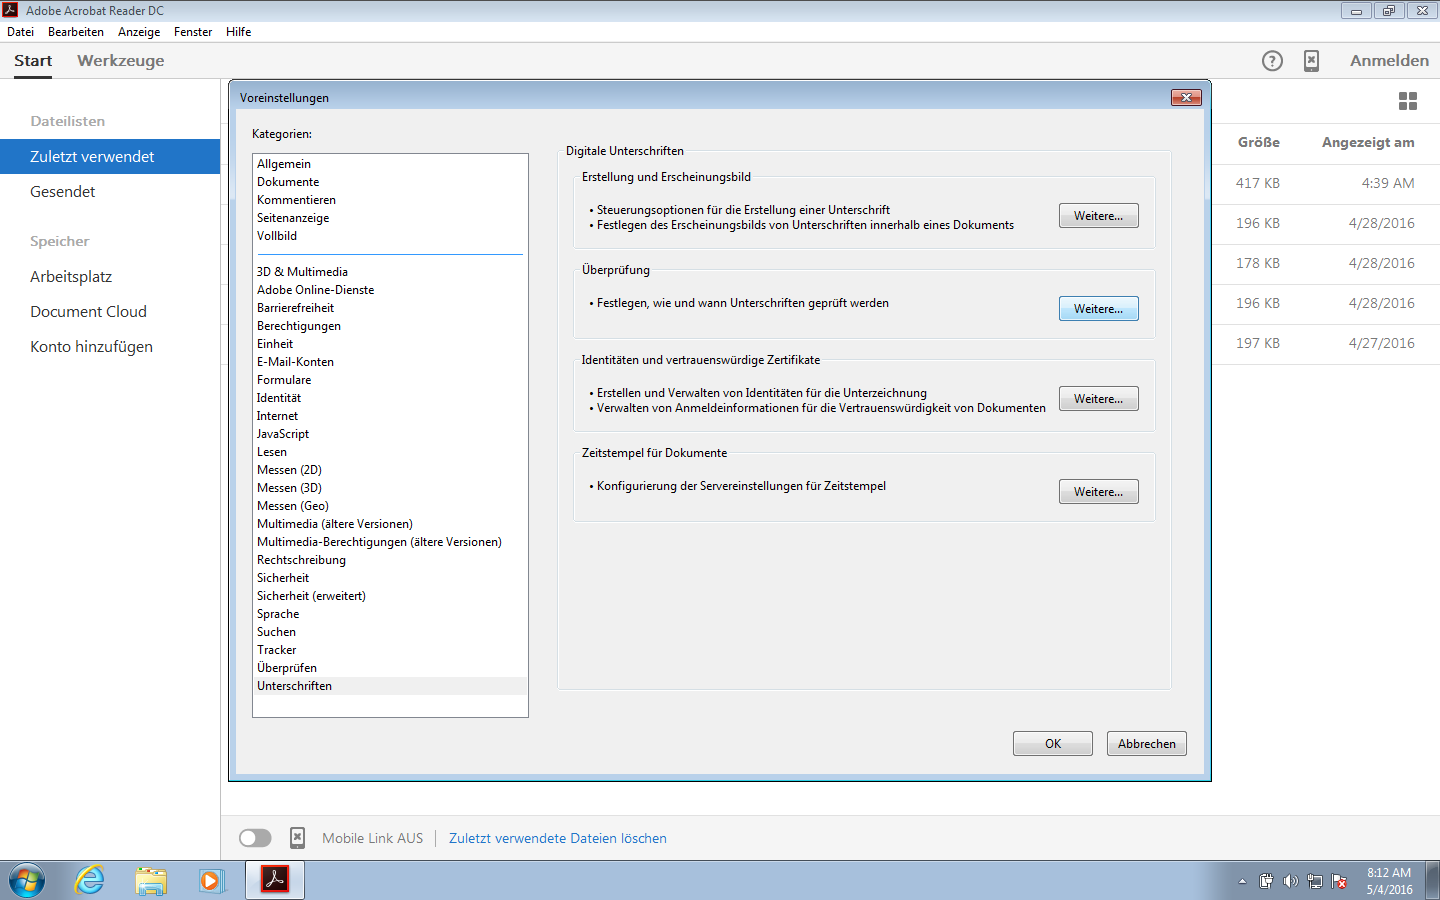 Adobe Acrobat Reader DC
Datei Bearbeiten Anzeige Fenster Hilfe
Start Werkzeuge Anmelden
Dateilisten
Zuletzt verwendet
Gesendet
Speicher
Arbeitsplatz
Document Cloud
Konto hinzufügen
Voreinstellungen
Kategorien:
Allgemein
Dokumente
Kommentieren
Seitenanzeige
Vollbild
3D & Multimedia
Adobe Online-Dienste
Barrierefreiheit
Berechtigungen
Einheit
E-Mail-Konten
Formulare
Identität
Internet
JavaScript
Lesen
Messen (2D)
Messen (3D)
Messen (Geo)
Multimedia (ältere Versionen)
Multimedia-Berechtigungen (ältere Versionen)
Rechtschreibung
Sicherheit
Sicherheit (erweitert)
Sprache
Suchen
Tracker
Überprüfen
Unterschriften
Digitale Unterschriften
Erstellung und Erscheinungsbild
• Steuerungsoptionen für die Erstellung einer Unterschrift
• Festlegen des Erscheinungsbilds von Unterschriften innerhalb eines Dokuments
Weitere...
Überprüfung
• Festlegen, wie und wann Unterschriften geprüft werden
Weitere...
Identitäten und vertrauenswürdige Zertifikate
• Erstellen und Verwalten von Identitäten für die Unterzeichnung
• Verwalten von Anmeldeinformationen für die Vertrauenswürdigkeit von Dokumenten
Weitere...
Zeitstempel für Dokumente
• Konfigurierung der Servereinstellungen für Zeitstempel
Weitere...
OK Abbrechen
Größe Angezeigt am
417 KB 4:39 AM
196 KB 4/28/2016
178 KB 4/28/2016
196 KB 4/28/2016
197 KB 4/27/2016
Mobile Link AUS Zuletzt verwendete Dateien löschen
8:12 AM
5/4/2016